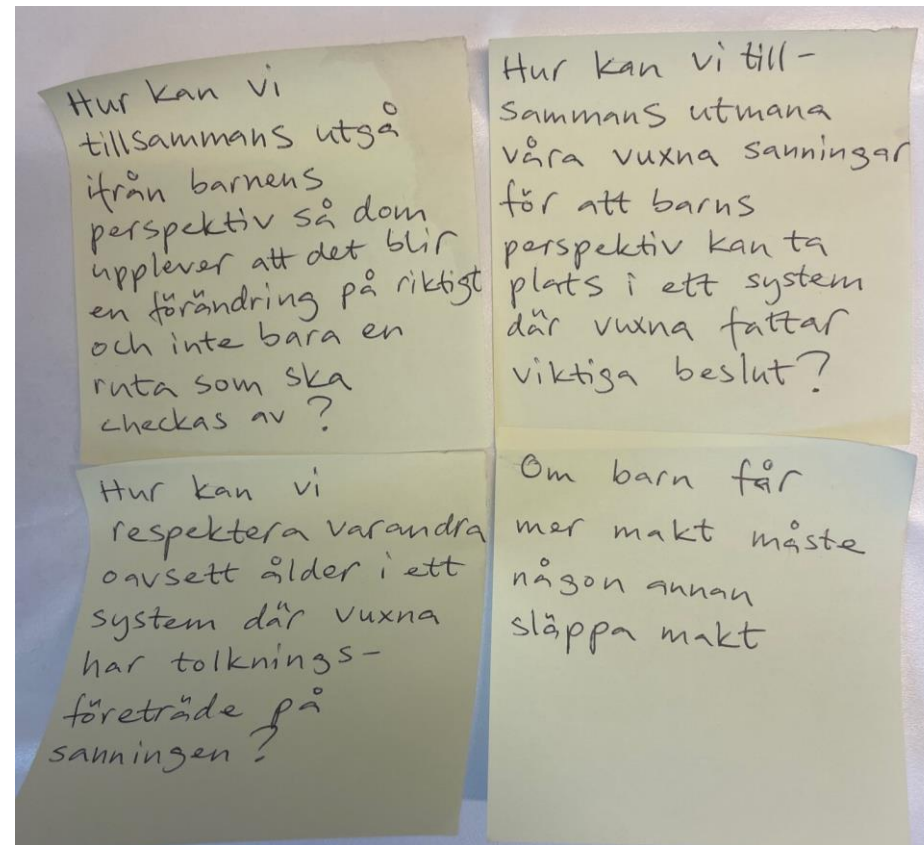 Hur kan vi
tillsammans utgå
ifrån barnens
perspektiv så dom
upplever att det blir
en förändring på riktigt
och inte bara en
ruta som ska
checkas av ?
Hur kan vi till-
sammans utmana
våra vuxna sanningar
för att barns
perspektiv kan ta
plats i ett system
där vuxna fattar
viktiga beslut?
Hur kan vi
respektera varandra
oavsett ålder i ett
system där vuxna
har tolknings-
företräde på
sanningen ?
Om barn får
mer makt måste
någon annan
släppa makt